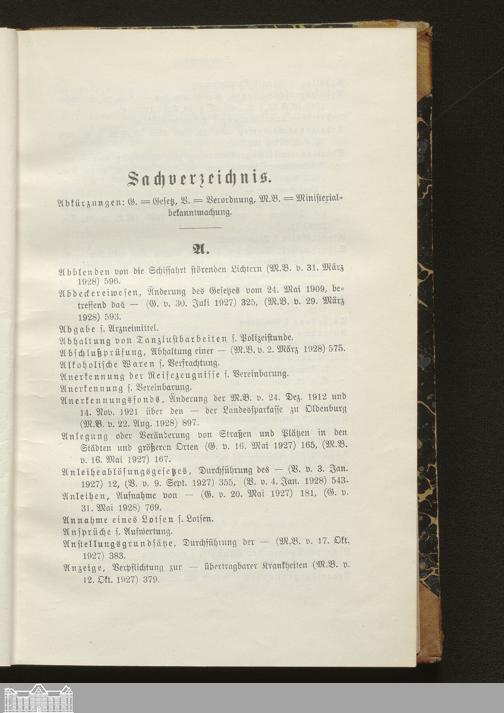 Sachverzeichnis.
Abkürzungen: G. = Gesetz, V. = Verordnung, M.B. = Ministerial-
bekanntmachung.
A.
Abblenden von die Schiffahrt störenden Lichtern (M.B. v. 31. März
1928) 596.
Abdeckereiwesen, Änderung des Gesetzes vom 24. Mai 1909, be-
treffend das — (G. v. 30. Juli 1927) 325, (M.B. v. 29. März
1928) 593.
Abgabe s. Arzneimittel.
Abhaltung von Tanzlustbarkeiten s. Polizeistunde.
Abschlußprüfung, Abhaltung einer — (M.B. v. 2. März 1928) 575.
Alkoholische Waren s. Verfrachtung.
Anerkennung der Reisezeugnisse s. Vereinbarung.
Anerkennung s. Vereinbarung.
Anerkennungsfonds, Änderung der M.B. v. 24. Dez. 1912 und
14. Nov. 1921 über den — der Landessparkasse zu Oldenburg
(M.B. v. 22. Aug. 1928) 897.
Anlegung oder Veränderung von Straßen und Plätzen in den
Städten und größeren Orten (G. v. 16. Mai 1927) 165, (M.B.
v. 16. Mai 1927) 167.
Anleiheablösungsgesetzes, Durchführung des — (V. v. 3. Jan.
1927) 12, (V. v. 9. Sept. 1927) 355, (V. v. 4. Jan. 1928) 543.
Anleihen, Aufnahme von — (G. v. 20. Mai 1927) 181, (G. v.
31. Mai 1928) 769.
Annahme eines Lotsen s. Lotsen.
Ansprüche s. Aufwertung.
Anstellungsgrundsätze, Durchführung der — (M.B. v. 17. Okt.
1927) 383.
Anzeige, Verpflichtung zur — übertragbarer Krankheiten (M.B. v.
12. Okt. 1927) 379.